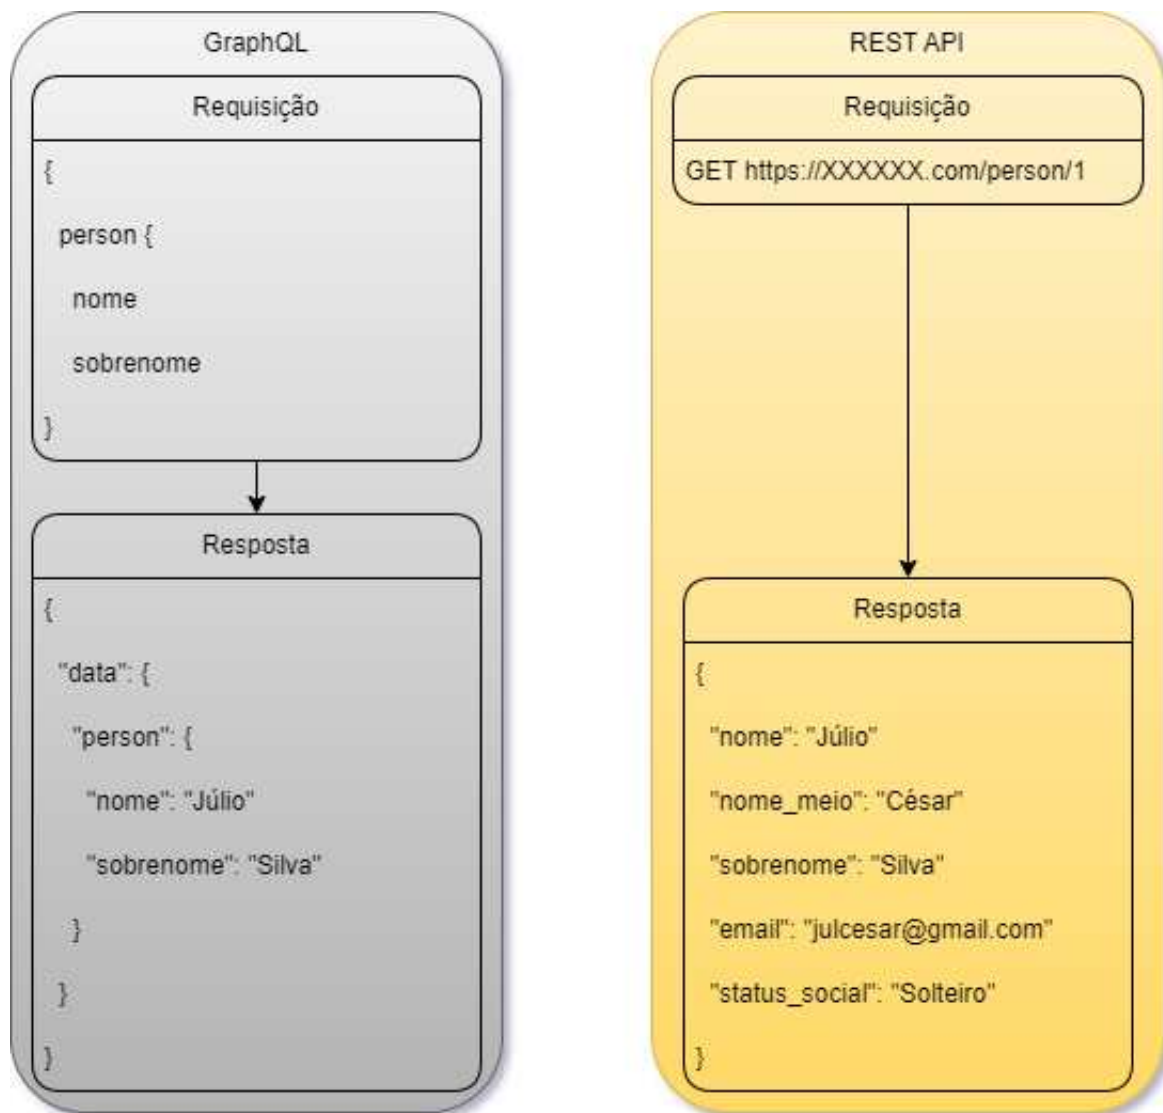 GraphQL
Requisição
{
person {
nome
sobrenome
}
Resposta
{
"data": {
"person": {
"nome": "Júlio"
"sobrenome": "Silva"
}
}
}
REST API
Requisição
GET https://XXXXXX.com/person/1
Resposta
{
"nome": "Júlio"
"nome_meio": "César"
"sobrenome": "Silva"
"email": "julcesar@gmail.com"
"status_social": "Solteiro"
}